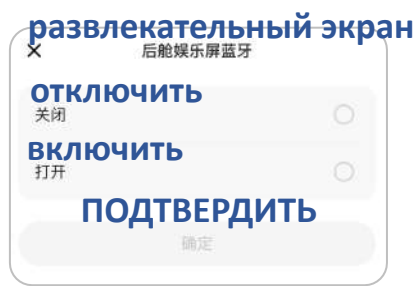 развлекательный экран
× 后舱娱乐屏蓝牙
отключить
关闭
включить
打开
ПОДТВЕРДИТЬ
确定